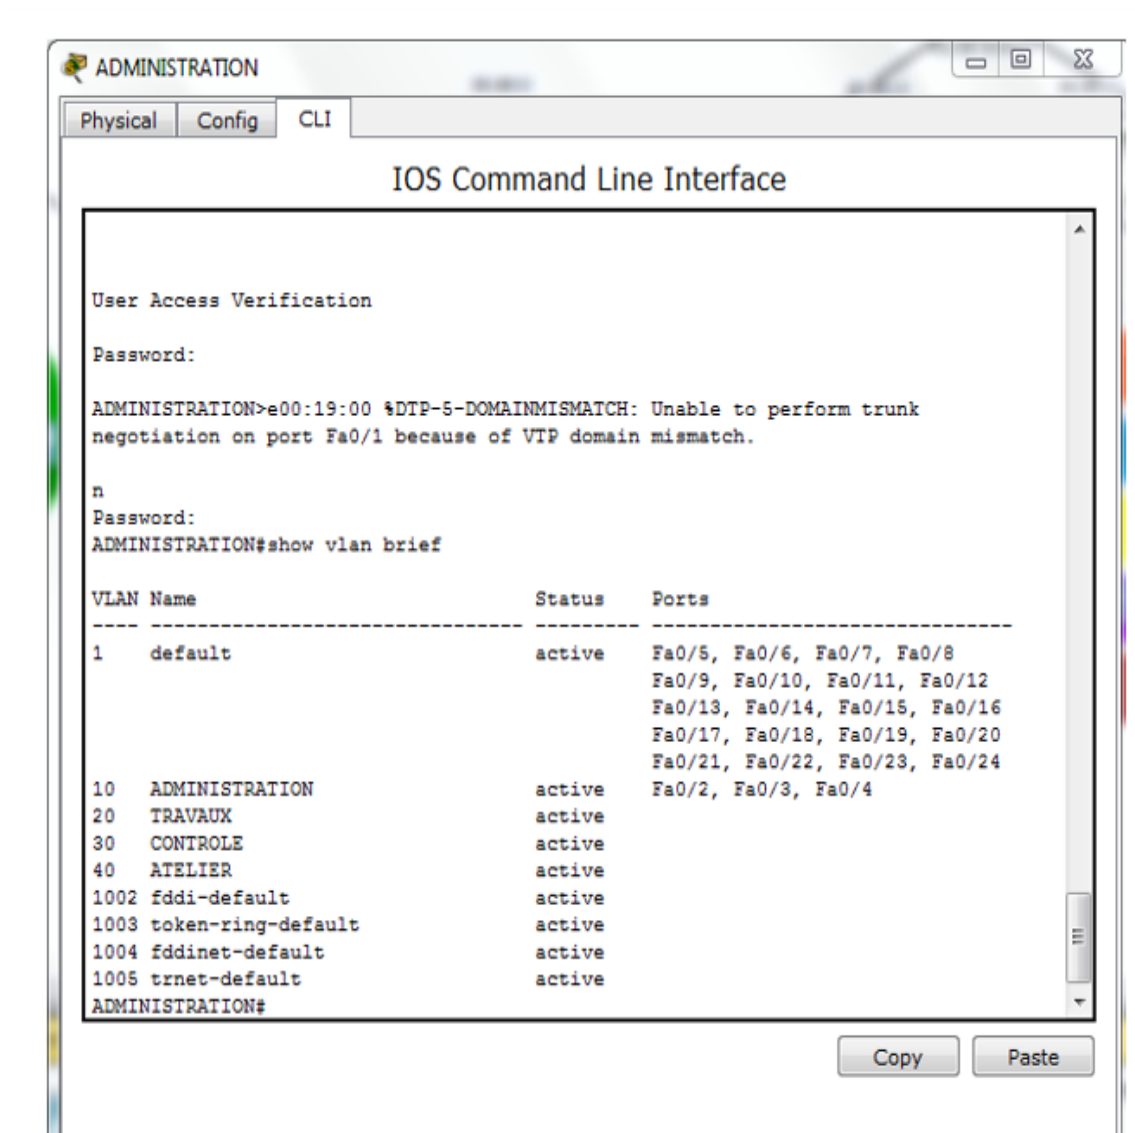 ADMINISTRATION
Physical Config CLI
IOS Command Line Interface
User Access Verification
Password:
ADMINISTRATION>e00:19:00 %DTP-5-DOMAINMISMATCH: Unable to perform trunk
negotiation on port Fa0/1 because of VTP domain mismatch.
n
Password:
ADMINISTRATION#show vlan brief
VLAN Name Status Ports
---- -------------------------------- --------- -------------------------------
1 default active Fa0/5, Fa0/6, Fa0/7, Fa0/8
Fa0/9, Fa0/10, Fa0/11, Fa0/12
Fa0/13, Fa0/14, Fa0/15, Fa0/16
Fa0/17, Fa0/18, Fa0/19, Fa0/20
Fa0/21, Fa0/22, Fa0/23, Fa0/24
10 ADMINISTRATION active Fa0/2, Fa0/3, Fa0/4
20 TRAVAUX active
30 CONTROLE active
40 ATELIER active
1002 fddi-default active
1003 token-ring-default active
1004 fddinet-default active
1005 trnet-default active
ADMINISTRATION#
Copy Paste